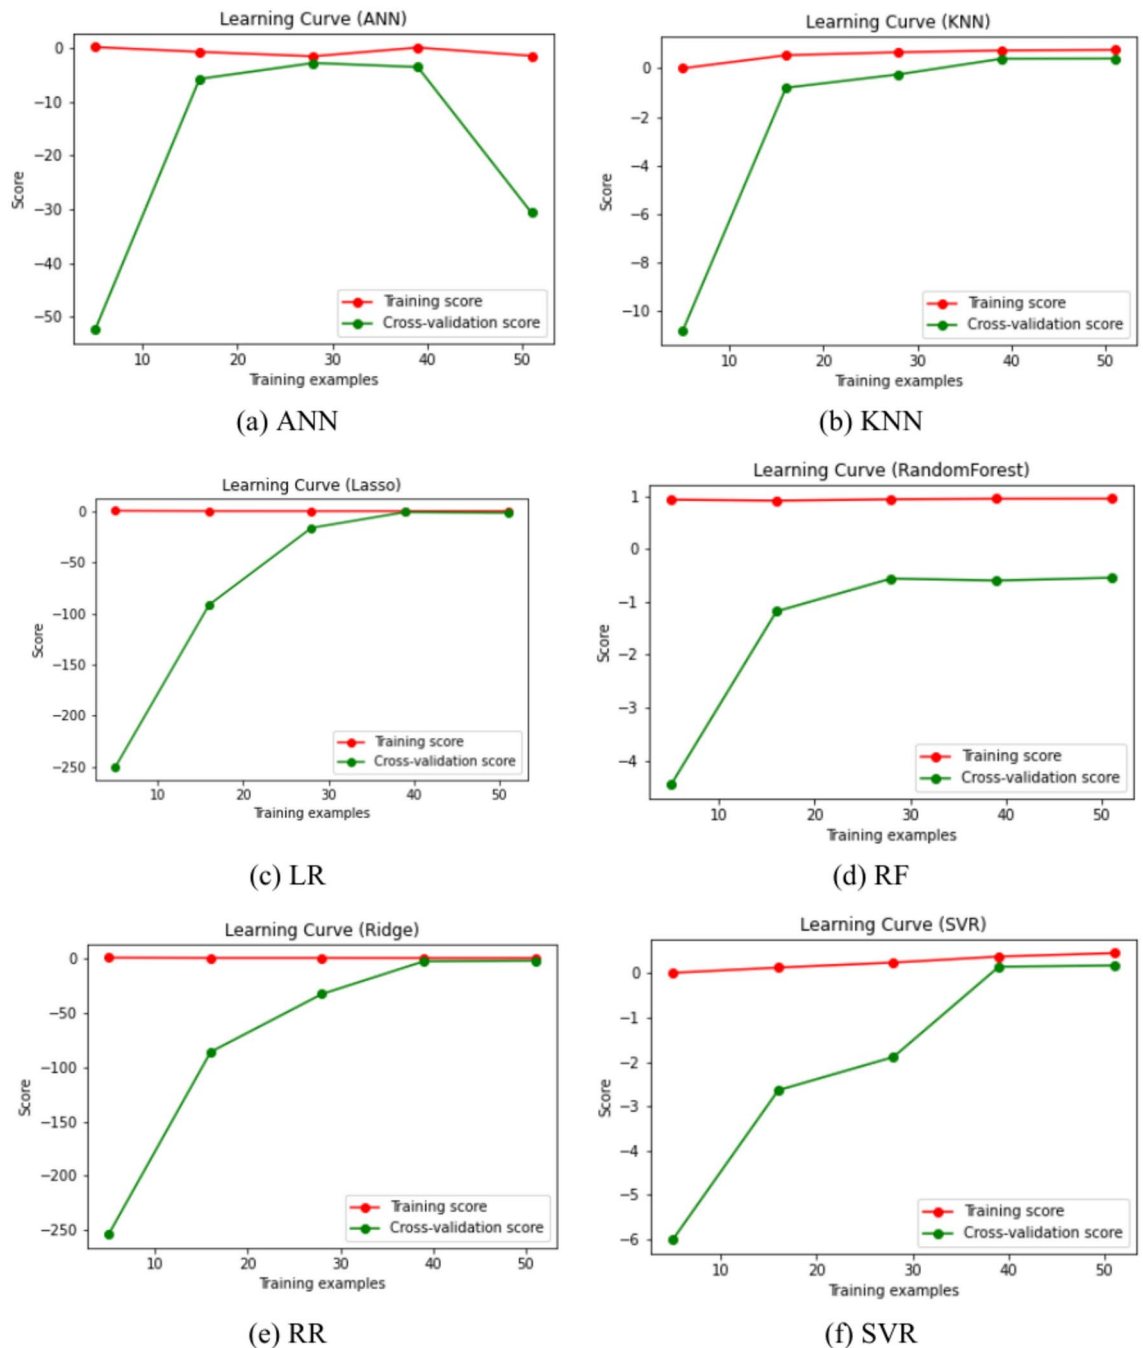 Learning Curve (ANN)
0
−10
−20
−30
−40
−50
Score
10 20 30 40 50
Training examples
Training score
Cross-validation score
(a) ANN
Learning Curve (KNN)
0
−2
−4
−6
−8
−10
Score
10 20 30 40 50
Training examples
Training score
Cross-validation score
(b) KNN
Learning Curve (Lasso)
0
−50
−100
−150
−200
−250
Score
10 20 30 40 50
Training examples
Training score
Cross-validation score
(c) LR
Learning Curve (RandomForest)
1
0
−1
−2
−3
−4
Score
10 20 30 40 50
Training examples
Training score
Cross-validation score
(d) RF
Learning Curve (Ridge)
0
−50
−100
−150
−200
−250
Score
10 20 30 40 50
Training examples
Training score
Cross-validation score
(e) RR
Learning Curve (SVR)
0
−1
−2
−3
−4
−5
−6
Score
10 20 30 40 50
Training examples
Training score
Cross-validation score
(f) SVR